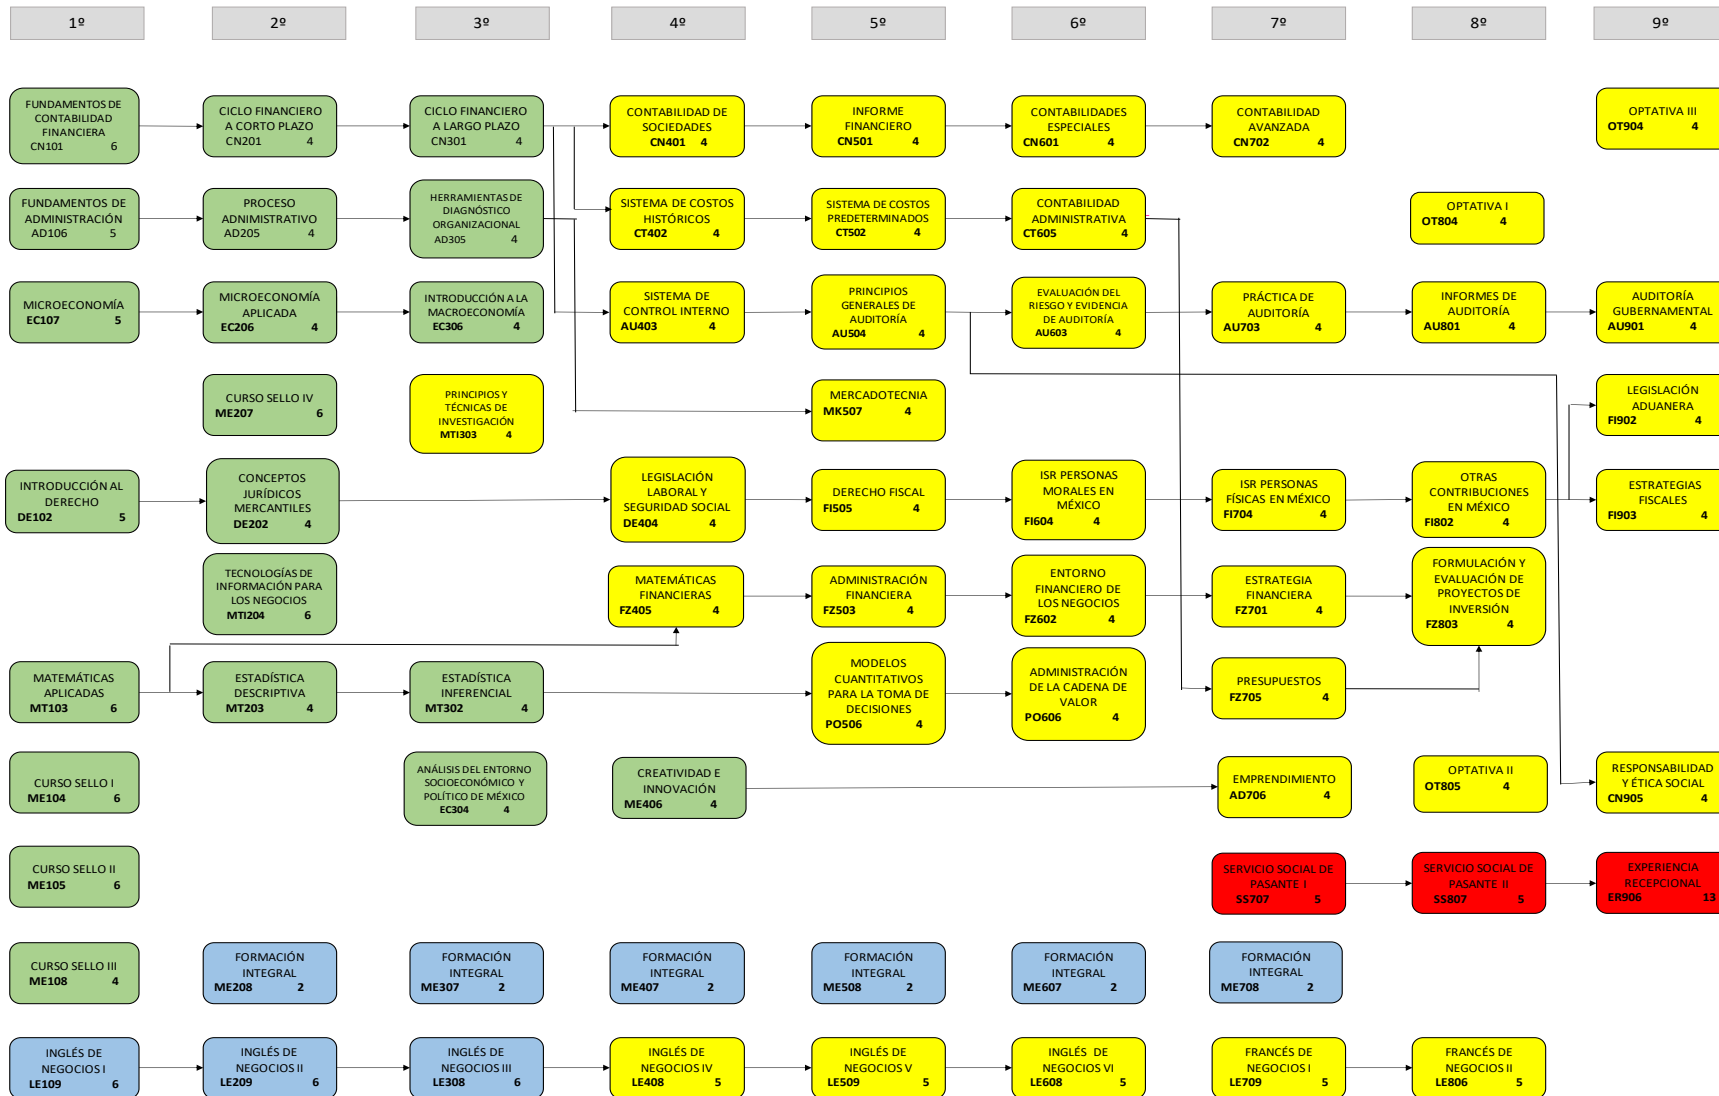 1º 2º 3º 4º 5º 6º 7º 8º 9º
FUNDAMENTOS DE
CONTABILIDAD
FINANCIERA
CN101 6
CICLO FINANCIERO
A CORTO PLAZO
CN201 4
CICLO FINANCIERO
A LARGO PLAZO
CN301 4
CONTABILIDAD DE
SOCIEDADES
CN401 4
INFORME
FINANCIERO
CN501 4
CONTABILIDADES
ESPECIALES
CN601 4
CONTABILIDAD
AVANZADA
CN702 4
OPTATIVA III
OT904 4
FUNDAMENTOS DE
ADMINISTRACIÓN
AD106 5
PROCESO
ADNIMISTRATIVO
AD205 4
HERRAMIENTAS DE
DIAGNÓSTICO
ORGANIZACIONAL
AD305 4
SISTEMA DE COSTOS
HISTÓRICOS
CT402 4
SISTEMA DE COSTOS
PREDETERMINADOS
CT502 4
CONTABILIDAD
ADMINISTRATIVA
CT605 4
OPTATIVA I
OT804 4
MICROECONOMÍA
EC107 5
MICROECONOMÍA
APLICADA
EC206 4
INTRODUCCIÓN A LA
MACROECONOMÍA
EC306 4
SISTEMA DE
CONTROL INTERNO
AU403 4
PRINCIPIOS
GENERALES DE
AUDITORÍA
AU504 4
EVALUACIÓN DEL
RIESGO Y EVIDENCIA
DE AUDITORÍA
AU603 4
PRÁCTICA DE
AUDITORÍA
AU703 4
INFORMES DE
AUDITORÍA
AU801 4
AUDITORÍA
GUBERNAMENTAL
AU901 4
CURSO SELLO IV
ME207 6
PRINCIPIOS Y
TÉCNICAS DE
INVESTIGACIÓN
MTI303 4
MERCADOTECNIA
MK507 4
LEGISLACIÓN
ADUANERA
FI902 4
INTRODUCCIÓN AL
DERECHO
DE102 5
CONCEPTOS
JURÍDICOS
MERCANTILES
DE202 4
LEGISLACIÓN
LABORAL Y
SEGURIDAD SOCIAL
DE404 4
DERECHO FISCAL
FI505 4
ISR PERSONAS
MORALES EN
MÉXICO
FI604 4
ISR PERSONAS
FÍSICAS EN MÉXICO
FI704 4
OTRAS
CONTRIBUCIONES
EN MÉXICO
FI802 4
ESTRATEGIAS
FISCALES
FI903 4
TECNOLOGÍAS DE
INFORMACIÓN PARA
LOS NEGOCIOS
MTI204 6
MATEMÁTICAS
FINANCIERAS
FZ405 4
ADMINISTRACIÓN
FINANCIERA
FZ503 4
ENTORNO
FINANCIERO DE
LOS NEGOCIOS
FZ602 4
ESTRATEGIA
FINANCIERA
FZ701 4
FORMULACIÓN Y
EVALUACIÓN DE
PROYECTOS DE
INVERSIÓN
FZ803 4
MATEMÁTICAS
APLICADAS
MT103 6
ESTADÍSTICA
DESCRIPTIVA
MT203 4
ESTADÍSTICA
INFERENCIAL
MT302 4
MODELOS
CUANTITATIVOS
PARA LA TOMA DE
DECISIONES
PO506 4
ADMINISTRACIÓN
DE LA CADENA DE
VALOR
PO606 4
PRESUPUESTOS
FZ705 4
CURSO SELLO I
ME104 6
ANÁLISIS DEL ENTORNO
SOCIOECONÓMICO Y
POLÍTICO DE MÉXICO
EC304 4
CREATIVIDAD E
INNOVACIÓN
ME406 4
EMPRENDIMIENTO
AD706 4
OPTATIVA II
OT805 4
RESPONSABILIDAD
Y ÉTICA SOCIAL
CN905 4
CURSO SELLO II
ME105 6
SERVICIO SOCIAL DE
PASANTE I
SS707 5
SERVICIO SOCIAL DE
PASANTE II
SS807 5
EXPERIENCIA
RECEPCIONAL
ER906 13
CURSO SELLO III
ME108 4
FORMACIÓN
INTEGRAL
ME208 2
FORMACIÓN
INTEGRAL
ME307 2
FORMACIÓN
INTEGRAL
ME407 2
FORMACIÓN
INTEGRAL
ME508 2
FORMACIÓN
INTEGRAL
ME607 2
FORMACIÓN
INTEGRAL
ME708 2
INGLÉS DE
NEGOCIOS I
LE109 6
INGLÉS DE
NEGOCIOS II
LE209 6
INGLÉS DE
NEGOCIOS III
LE308 6
INGLÉS DE
NEGOCIOS IV
LE408 5
INGLÉS DE
NEGOCIOS V
LE509 5
INGLÉS DE
NEGOCIOS VI
LE608 5
FRANCÉS DE
NEGOCIOS I
LE709 5
FRANCÉS DE
NEGOCIOS II
LE806 5